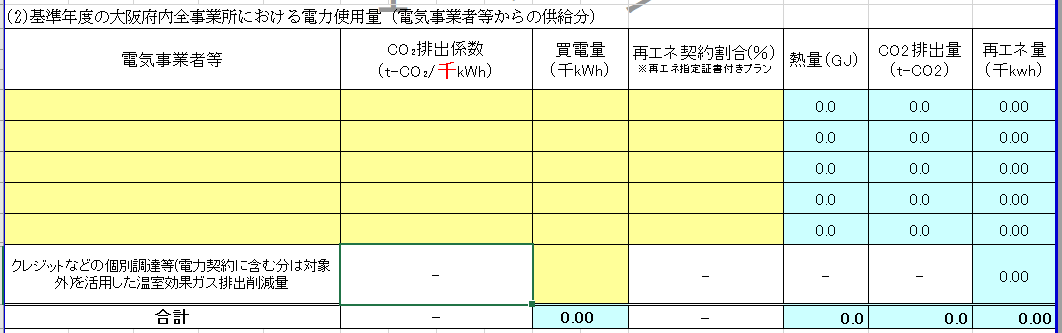 (2)基準年度の大阪府内全事業所における電力使用量 (電気事業者等からの供給分)
電気事業者等
CO₂排出係数
(t-CO₂/千kWh)
買電量
(千kWh)
再エネ契約割合(%)
※再エネ指定証書付きプラン
熱量(GJ)
CO2排出量
(t-CO2)
再エネ量
(千kwh)
0.0 0.0 0.00
0.0 0.0 0.00
0.0 0.0 0.00
0.0 0.0 0.00
0.0 0.0 0.00
クレジットなどの個別調達等(電力契約に含む分は対象
外)を活用した温室効果ガス排出削減量
- - - - 0.00
合計 - 0.00 - 0.0 0.0 0.00